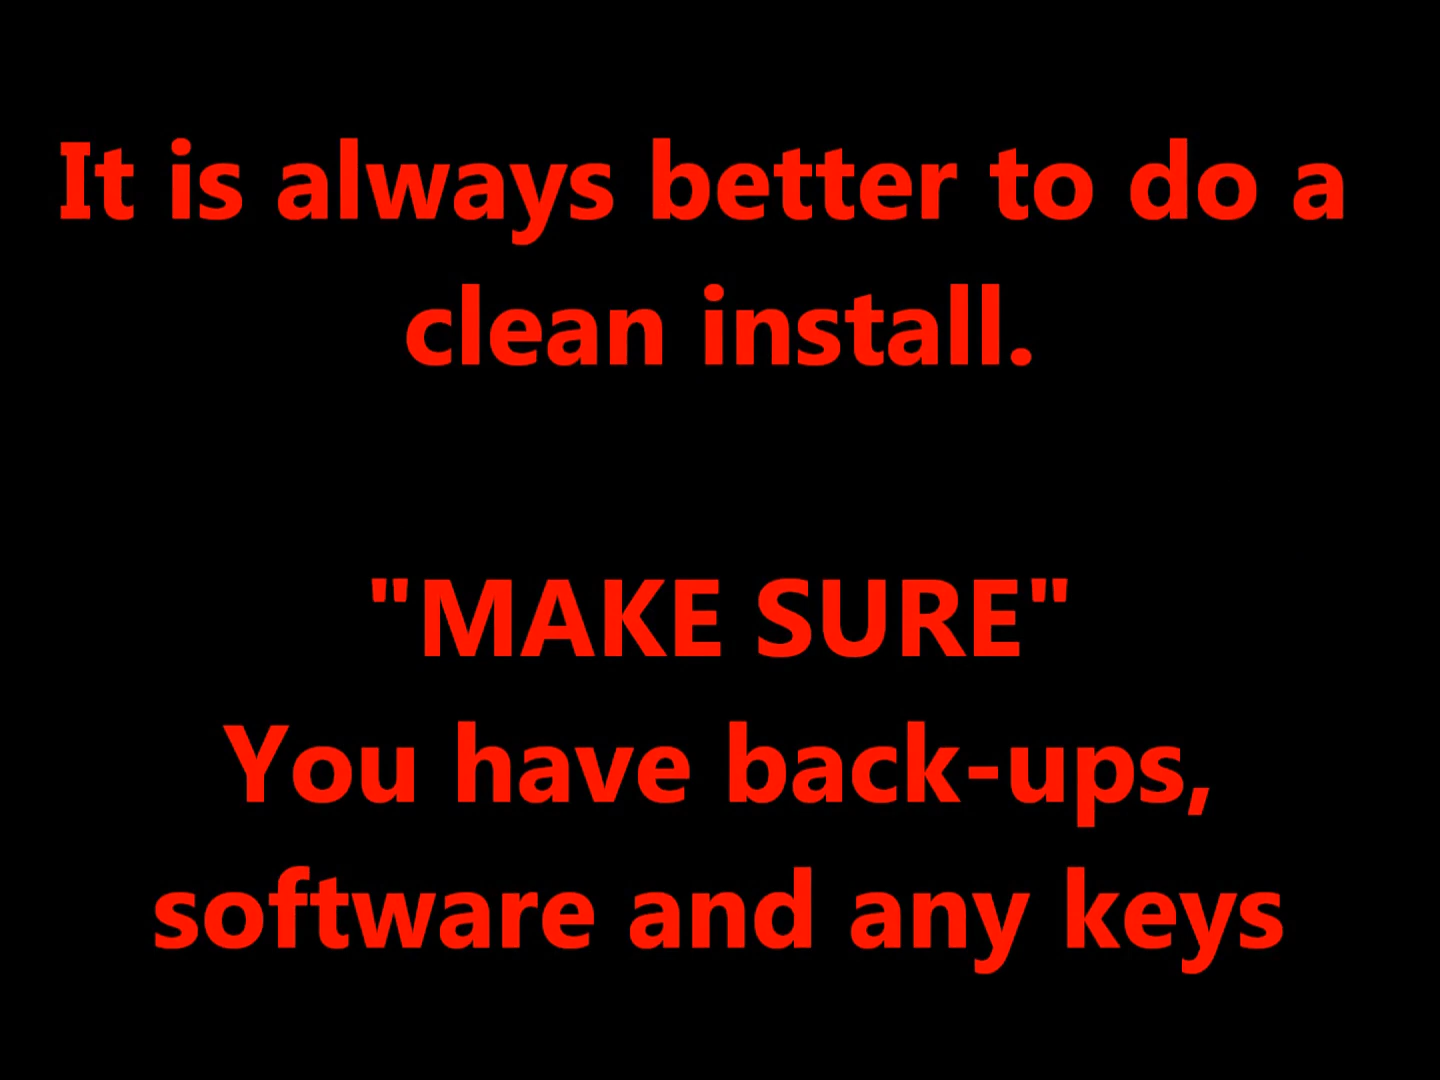 It is always better to do a
clean install.
"MAKE SURE"
You have back-ups,
software and any keys